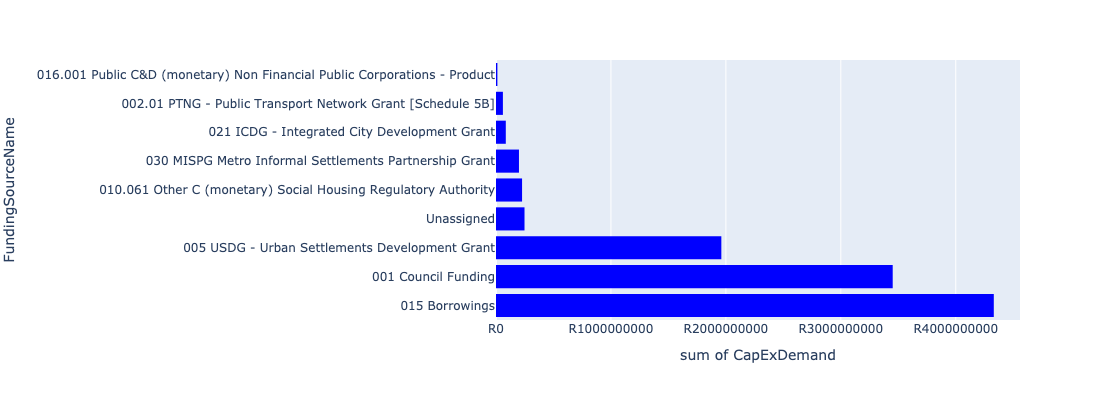 016.001 Public C&D (monetary) Non Financial Public Corporations - Product
002.01 PTNG - Public Transport Network Grant [Schedule 5B]
021 ICDG - Integrated City Development Grant
030 MISPG Metro Informal Settlements Partnership Grant
010.061 Other C (monetary) Social Housing Regulatory Authority
Unassigned
005 USDG - Urban Settlements Development Grant
001 Council Funding
015 Borrowings
FundingSourceName
R0 R1000000000 R2000000000 R3000000000 R4000000000
sum of CapExDemand